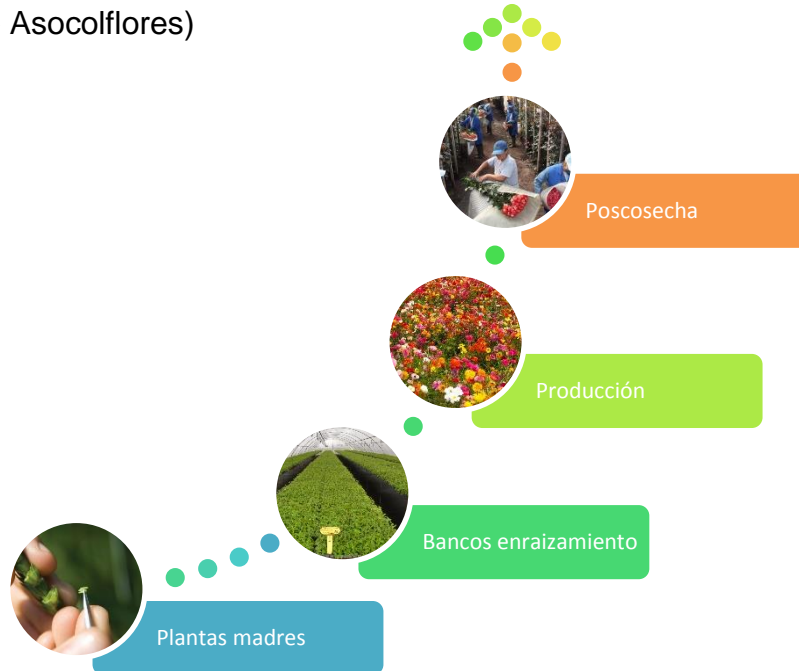 Asocolflores)
Poscosecha
Producción
Bancos enraizamiento
Plantas madres